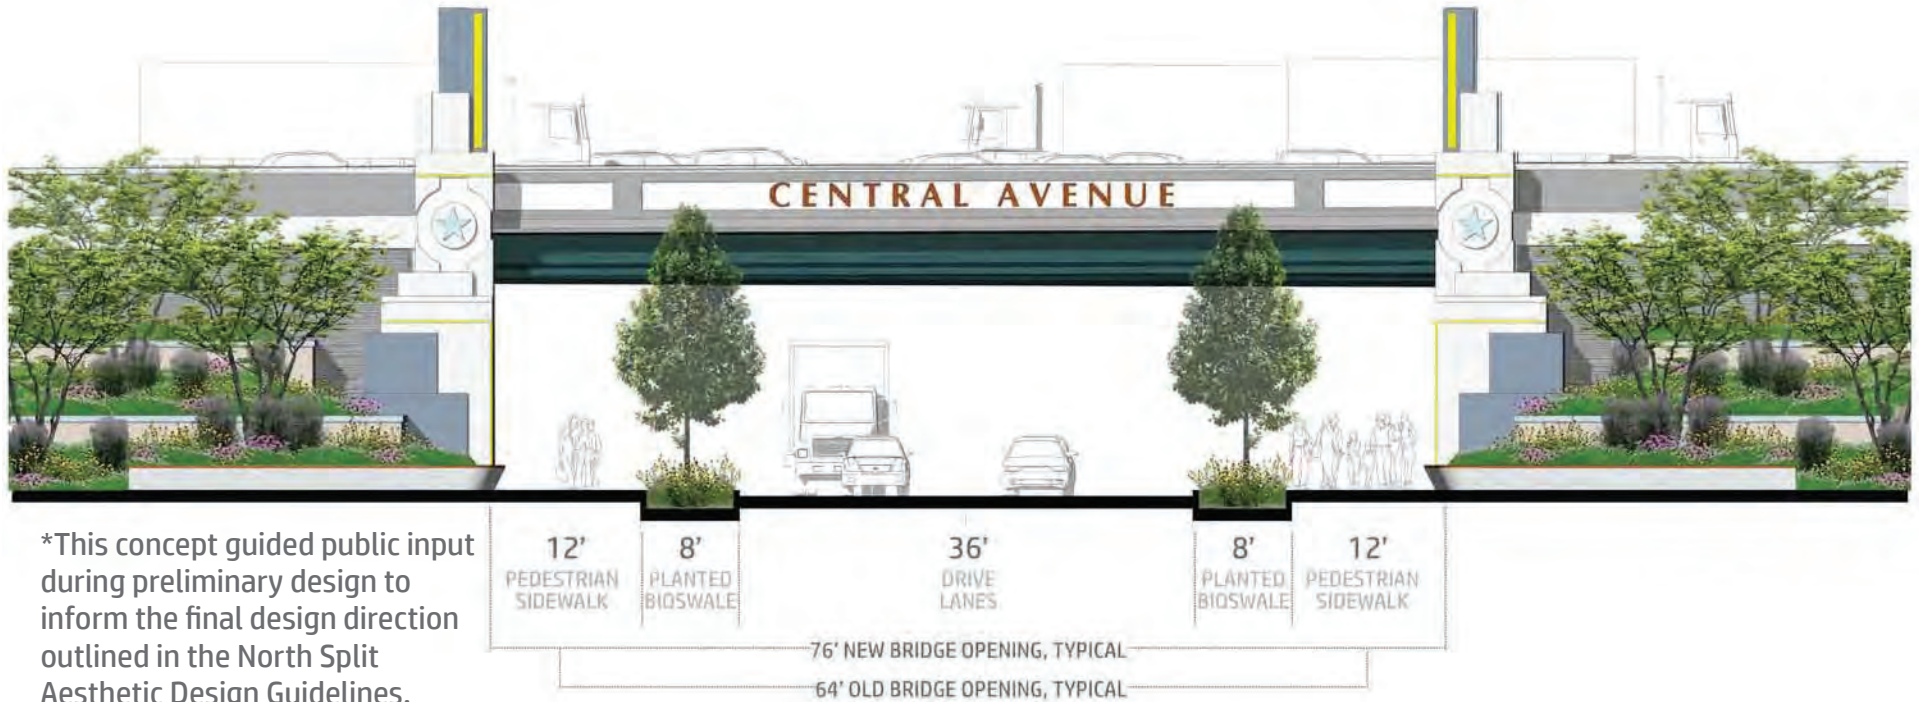 CENTRAL AVENUE
*This concept guided public input
during preliminary design to
inform the final design direction
outlined in the North Split
Aesthetic Design Guidelines.
12'
PEDESTRIAN
SIDEWALK
8'
PLANTED
BIOSWALE
36'
DRIVE
LANES
8'
PLANTED
BIOSWALE
12'
PEDESTRIAN
SIDEWALK
76' NEW BRIDGE OPENING, TYPICAL
64' OLD BRIDGE OPENING, TYPICAL